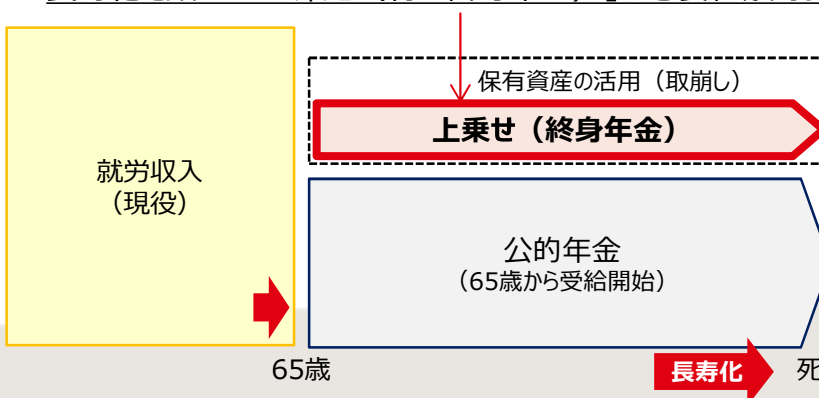 保有資産の活用（取崩し）
上乗せ（終身年金）
就労収入
（現役）
公的年金
（65歳から受給開始）
65歳
長寿化
死